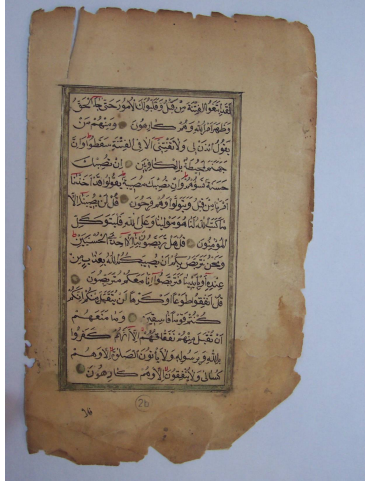 لقد ابتغوا الفتنة من قبل وقلبوا لك الامور حتى جاء الحق
وظهر امر الله وهم كارهون ومنهم من
يقول ائذن لى ولا تفتنى الا فى الفتنة سقطوا وان
جهنم لمحيطة بالكافرين ان تصبك
حسنة تسؤهم وان تصبك مصيبة يقولوا قد اخذنا
امرنا من قبل ويتولوا وهم فرحون قل لن يصيبنا الا
ما كتب الله لنا هو مولينا وعلى الله فليتوكل
المؤمنون قل هل تربصون بنا الا احدى الحسنيين
ونحن نتربص بكم ان يصيبكم الله بعذاب من
عنده او بايدينا فتربصوا انا معكم متربصون
قل انفقوا طوعا او كرها لن يتقبل منكم انكم
كنتم قوما فاسقين وما منعهم
ان تقبل منهم نفقاتهم الا انهم كفروا
بالله وبرسوله ولا ياتون الصلوة الا وهم
كسالى ولا ينفقون الا وهم كارهون
فلا